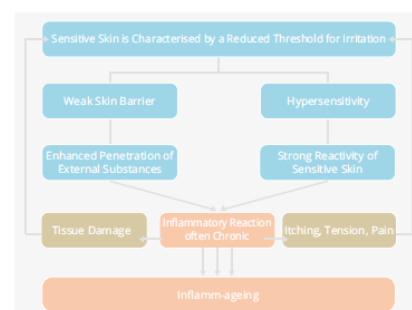 Sensitive Skin is Characterised by a Reduced Threshold for Irritation
Weak Skin Barrier
Hypersensitivity
Enhanced Penetration of
External Substances
Strong Reactivity of
Sensitive Skin
Tissue Damage
Inflammatory Reaction
often Chronic
Itching, Tension, Pain
Inflamm-ageing